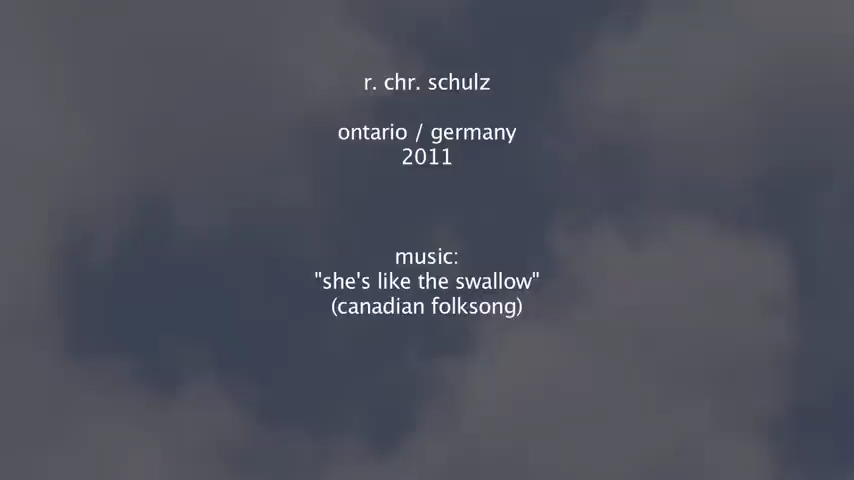 r. chr. schulz
ontario / germany
2011
music:
"she's like the swallow"
(canadian folksong)